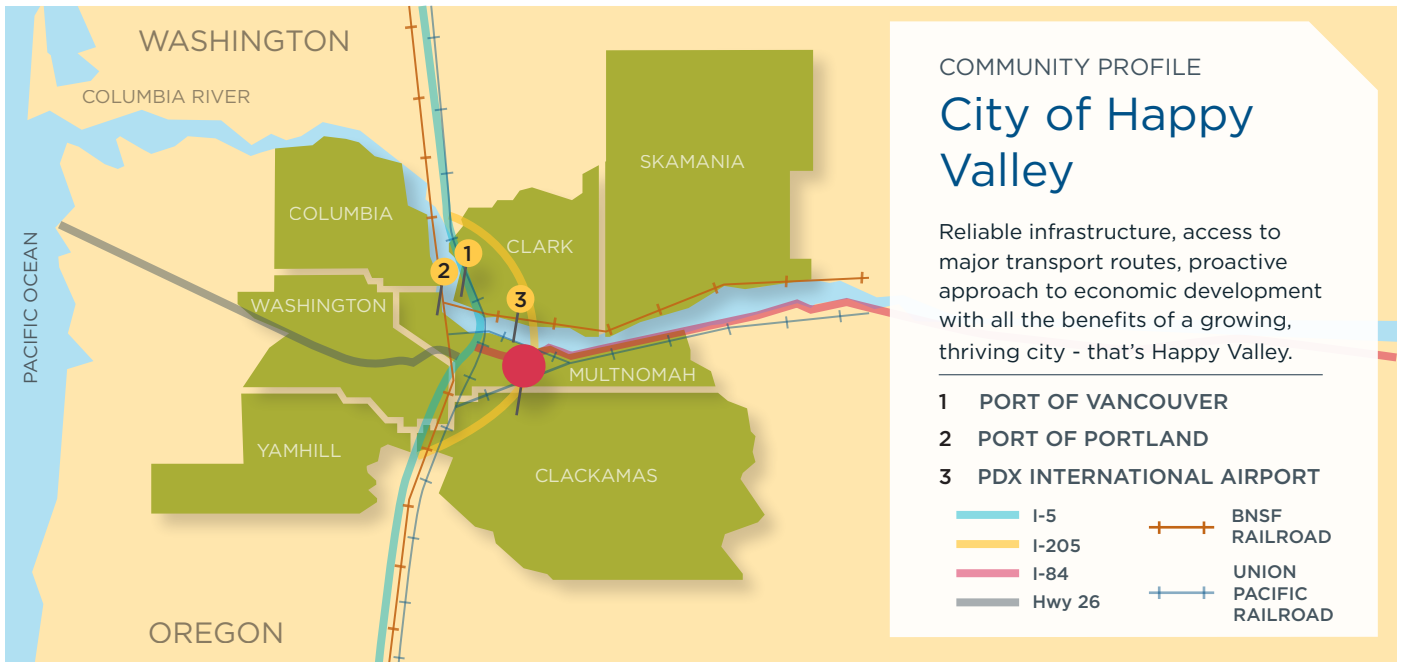 WASHINGTON
COLUMBIA RIVER
PACIFIC OCEAN
COLUMBIA
SKAMANIA
CLARK
1
2
3
WASHINGTON
MULTNOMAH
YAMHILL
CLACKAMAS
OREGON
COMMUNITY PROFILE
City of Happy
Valley
Reliable infrastructure, access to
major transport routes, proactive
approach to economic development
with all the benefits of a growing,
thriving city - that's Happy Valley.
1 PORT OF VANCOUVER
2 PORT OF PORTLAND
3 PDX INTERNATIONAL AIRPORT
I-5
I-205
I-84
Hwy 26
BNSF
RAILROAD
UNION
PACIFIC
RAILROAD